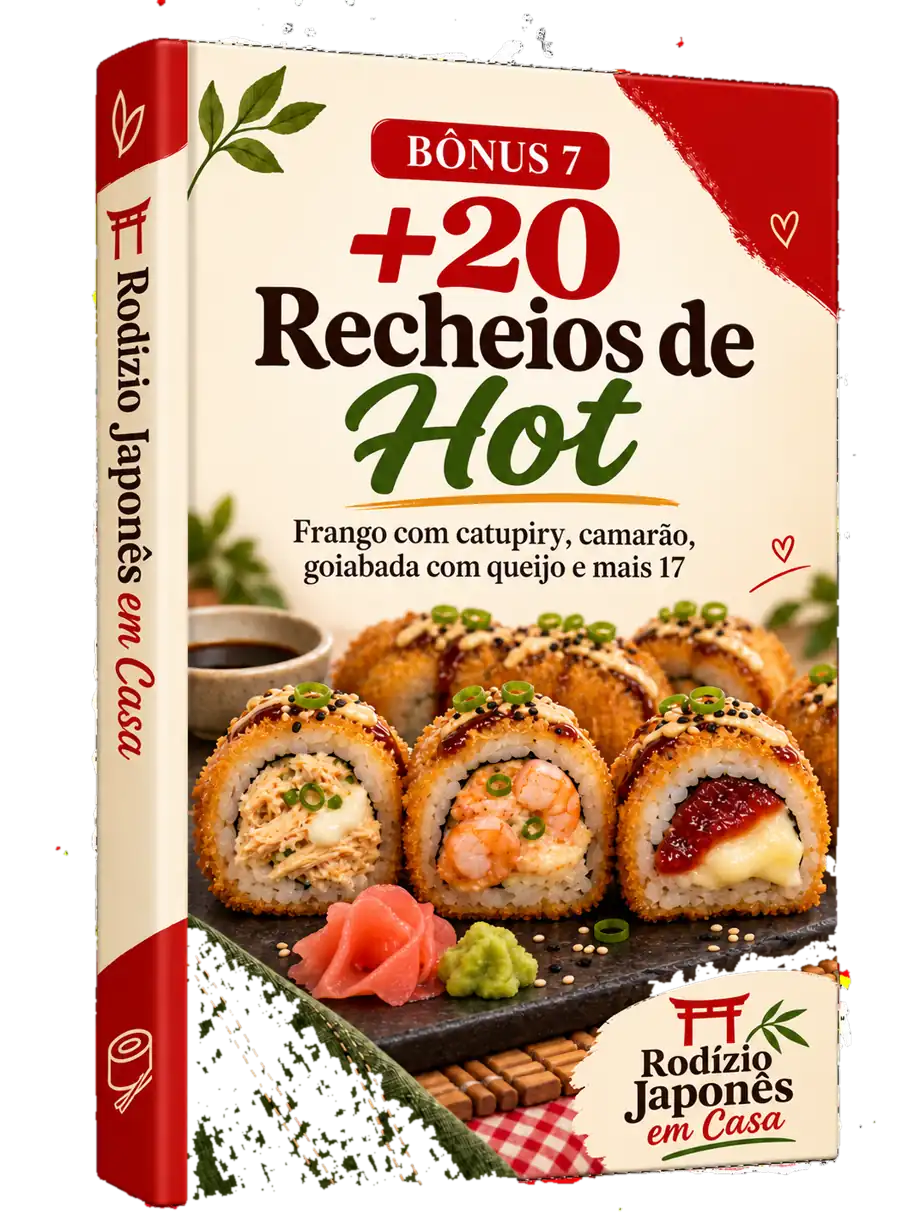 BÔNUS 7
+20
Recheios de
Hot
Frango com catupiry, camarão,
goiabada com queijo e mais 17
Rodizio Japonês em Casa
Rodízio
Japonês
em Casa